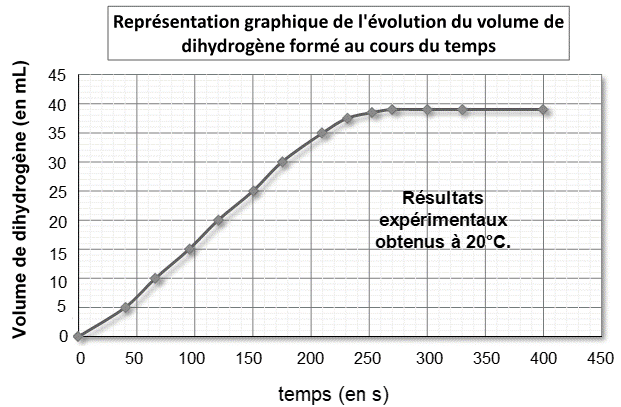 Représentation graphique de l'évolution du volume de
dihydrogène formé au cours du temps
Volume de dihydrogène (en mL)
45
40
35
30
25
20
15
10
5
0
Résultats
expérimentaux
obtenus à 20°C.
0 50 100 150 200 250 300 350 400 450
temps (en s)